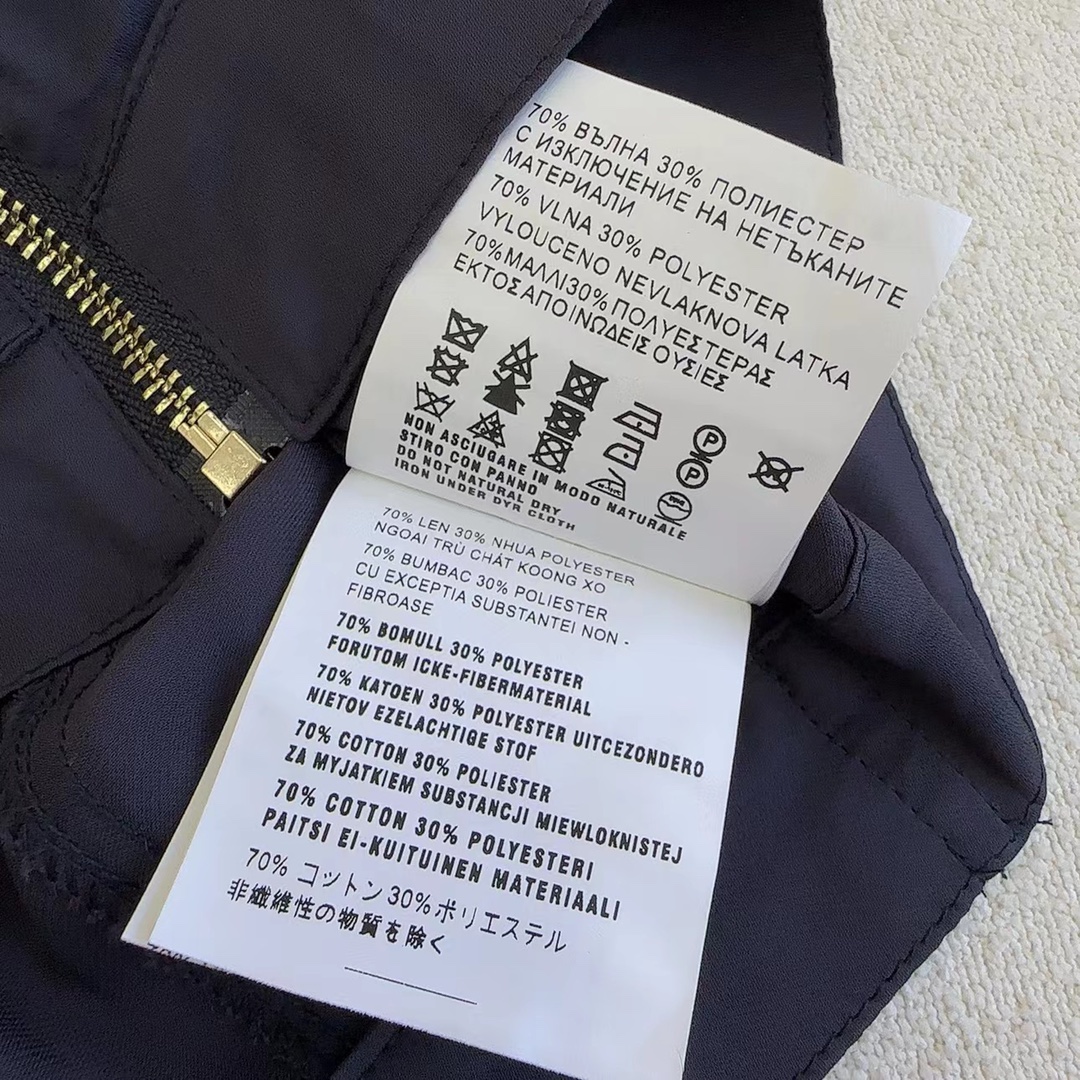 70% ВЪЛНА 30% ПОЛИЕСТЕР
С ИЗКЛЮЧЕНИЕ НА НЕТЪКАНИТЕ
МАТЕРИАЛИ
70% VLNA 30% POLYESTER
VYLOUCENO NEVLAKNOVA LATKA
70%ΜΑΛΛΙ30%ΠΟΛΥΕΣΤΕΡΑΣ
ΕΚΤΟΣΑΠΟΙΝΩΔΕΙΣ ΟΥΣΙΕΣ
P
P
NON ASCIUGARE IN MODO NATURALE
STIRO CON PANNO
DO NOT NATURAL DRY
IRON UNDER DYR CLOTH
70% LEN 30% NHUA POLYESTER
NGOAI TRÙ CHÁT KOONG XO
70% BUMBAC 30% POLIESTER
CU EXCEPTIA SUBSTANTEI NON -
FIBROASE
70% BOMULL 30% POLYESTER
FORUTOM ICKE-FIBERMATERIAL
70% KATOEN 30% POLYESTER UITCEZONDERO
NIETOV EZELACHTIGE STOF
70% COTTON 30% POLIESTER
ZA MYJATKIEM SUBSTANCJI MIEWLOKNISTEJ
70% COTTON 30% POLYESTERI
PAITSI EI-KUITUINEN MATERIAALI
70% コットン30%ポリエステル
非繊維性の物質を除く